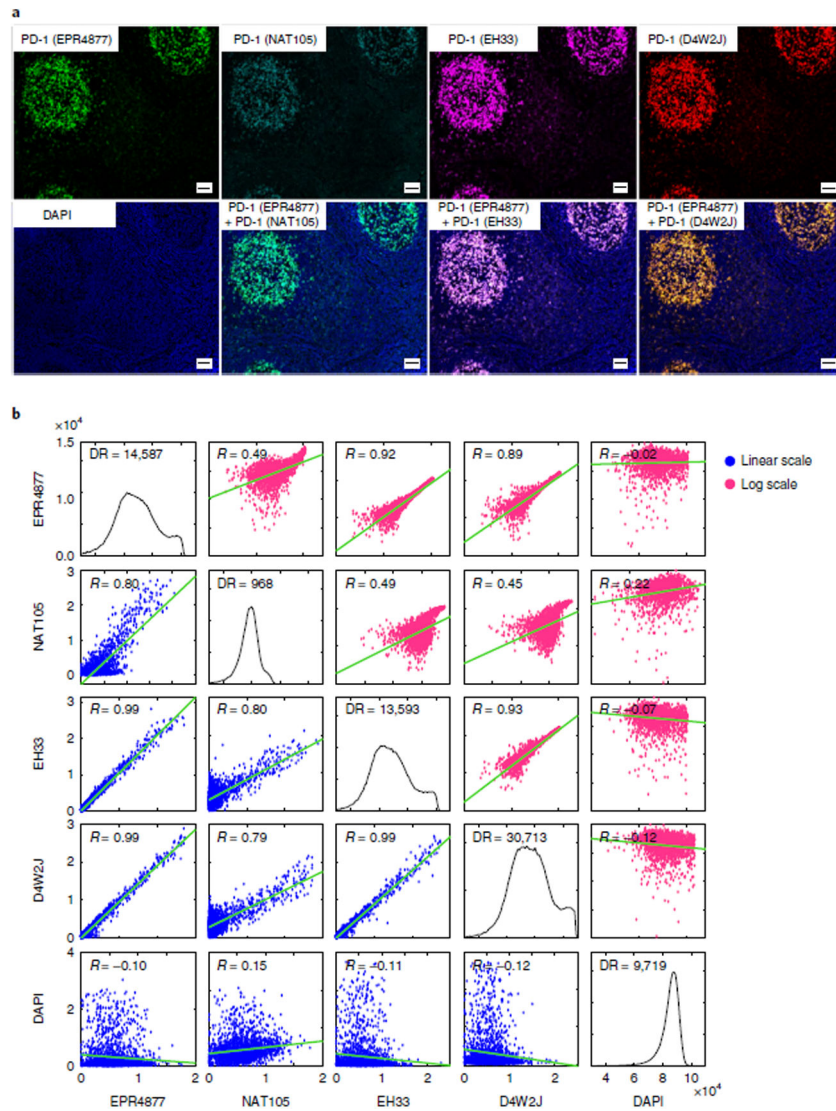 a
PD-1 (EPR4877)
PD-1 (NAT105)
PD-1 (EH33)
PD-1 (D4W2J)
DAPI
PD-1 (EPR4877)
+ PD-1 (NAT105)
PD-1 (EPR4877)
+ PD-1 (EH33)
PD-1 (EPR4877)
+ PD-1 (D4W2J)
b
×10⁴
EPR4877
1.5
1.0
0.0
DR = 14,587
R = 0.49
R = 0.92
R = 0.89
R = –0.02
Linear scale
Log scale
NAT105
3
2
1
0
R = 0.80
DR = 968
R = 0.49
R = 0.45
R = 0.22
EH33
3
2
1
0
R = 0.99
R = 0.80
DR = 13,593
R = 0.93
R = –0.07
D4W2J
3
2
1
0
R = 0.99
R = 0.79
R = 0.99
DR = 30,713
R = –0.12
DAPI
4
2
0
R = –0.10
R = 0.15
R = –0.11
R = –0.12
DR = 9,719
0 1 2
0 1 2
0 1 2
0 1 2
4 6 8 10
×10⁴
EPR4877
NAT105
EH33
D4W2J
DAPI